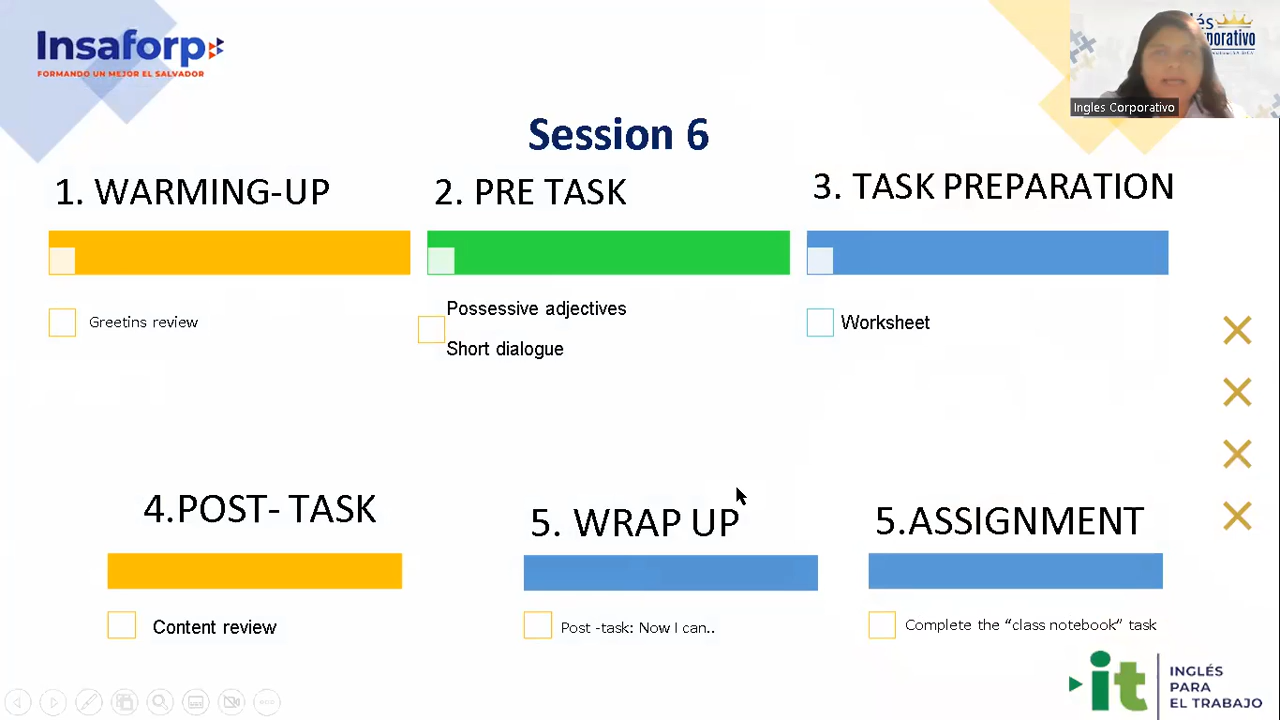 Insaforp
FORMANDO UN MEJOR EL SALVADOR
Ingles Corporativo
Session 6
1. WARMING-UP
2. PRE TASK
3. TASK PREPARATION
Greetins review
Possessive adjectives
Short dialogue
Worksheet
4.POST- TASK
5. WRAP UP
5.ASSIGNMENT
Content review
Post -task: Now I can..
Complete the “class notebook” task
it
INGLÉS
PARA
EL TRABAJO